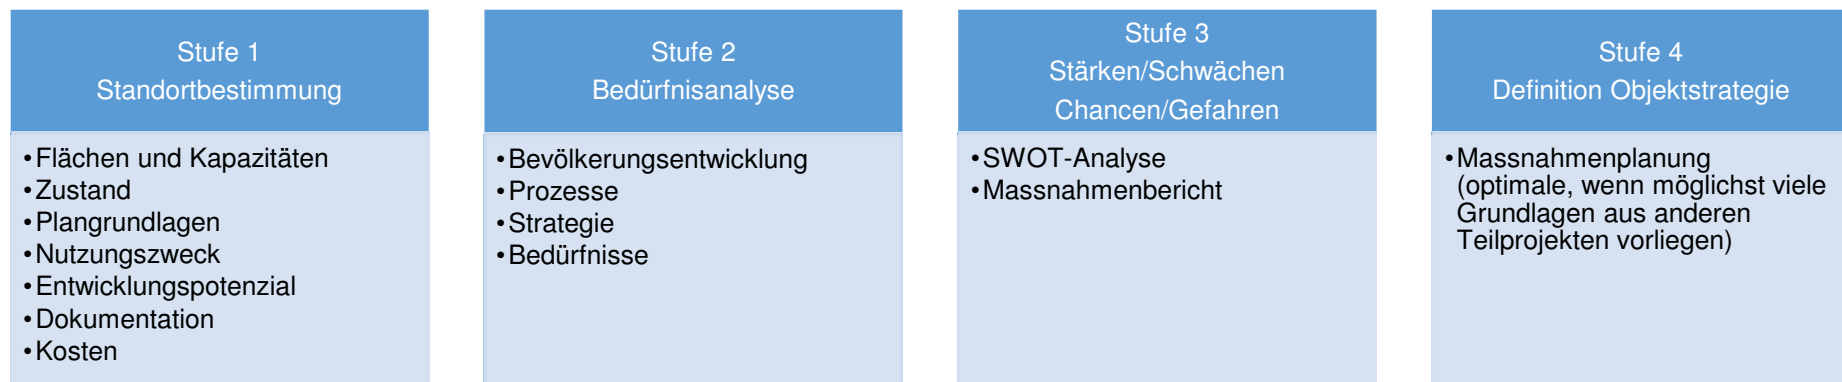 Stufe 1
Standortbestimmung
•Flächen und Kapazitäten
•Zustand
•Plangrundlagen
•Nutzungszweck
•Entwicklungspotenzial
•Dokumentation
•Kosten
Stufe 2
Bedürfnisanalyse
•Bevölkerungsentwicklung
•Prozesse
•Strategie
•Bedürfnisse
Stufe 3
Stärken/Schwächen
Chancen/Gefahren
•SWOT-Analyse
•Massnahmenbericht
Stufe 4
Definition Objektstrategie
•Massnahmenplanung
(optimale, wenn möglichst viele
Grundlagen aus anderen
Teilprojekten vorliegen)